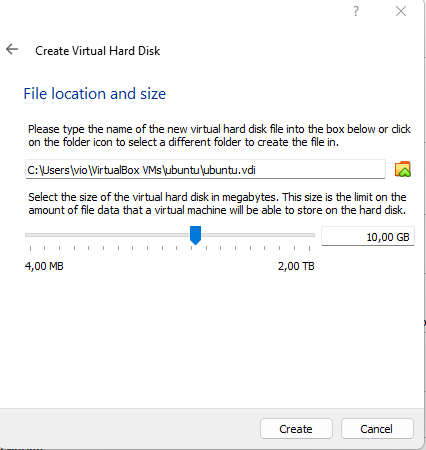 ?
Create Virtual Hard Disk
File location and size
Please type the name of the new virtual hard disk file into the box below or click
on the folder icon to select a different folder to create the file in.
C:\Users\vio\VirtualBox VMs\ubuntu\ubuntu.vdi
Select the size of the virtual hard disk in megabytes. This size is the limit on the
amount of file data that a virtual machine will be able to store on the hard disk.
10,00 GB
4,00 MB
2,00 TB
Create
Cancel